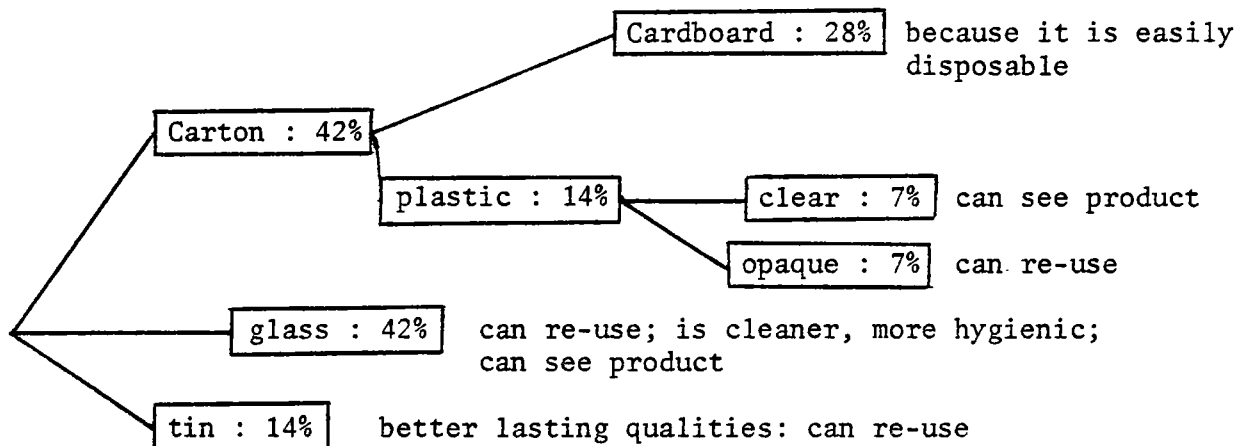 Cardboard : 28% because it is easily
disposable
Carton : 42%
plastic : 14%
clear : 7% can see product
opaque : 7% can re-use
glass : 42% can re-use; is cleaner, more hygienic;
can see product
tin : 14% better lasting qualities: can re-use